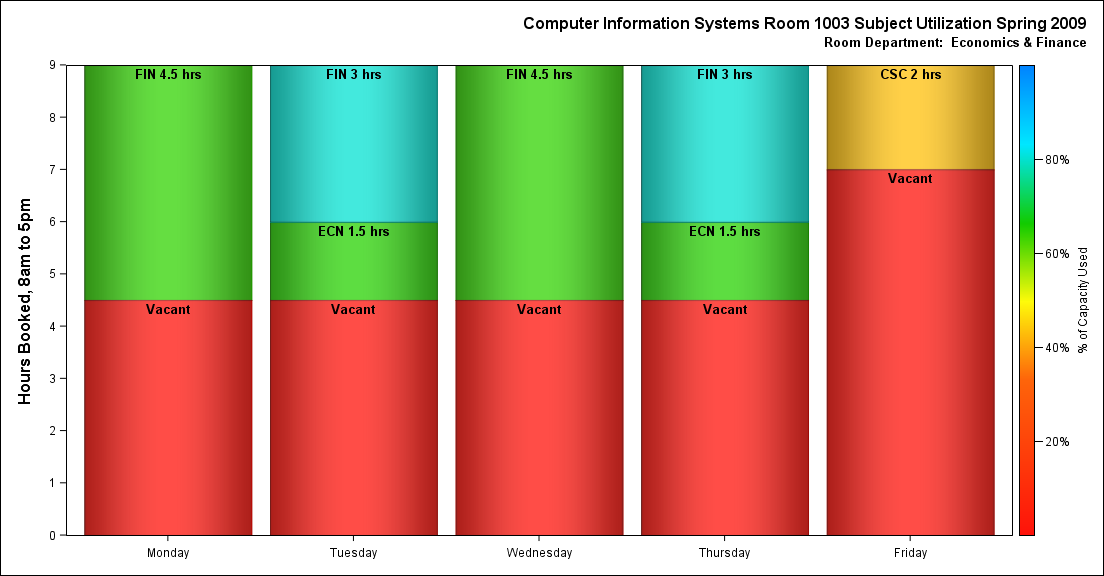 Computer Information Systems Room 1003 Subject Utilization Spring 2009
Room Department: Economics & Finance
Hours Booked, 8am to 5pm
9
8
7
6
5
4
3
2
1
0
FIN 4.5 hrs
Vacant
FIN 3 hrs
ECN 1.5 hrs
Vacant
FIN 4.5 hrs
Vacant
FIN 3 hrs
ECN 1.5 hrs
Vacant
CSC 2 hrs
Vacant
Monday
Tuesday
Wednesday
Thursday
Friday
80%
60%
40%
20%
% of Capacity Used